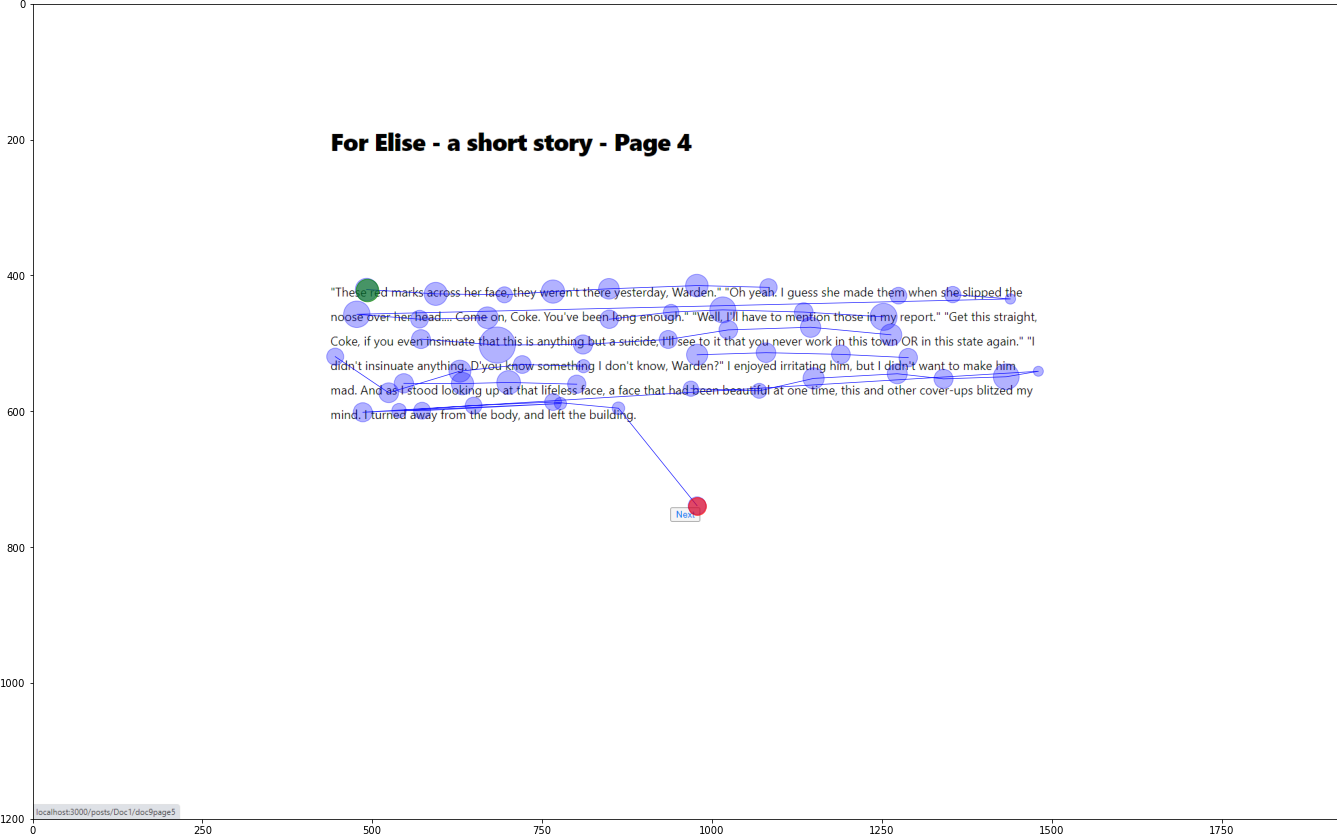 For Elise - a short story - Page 4
"These red marks across her face, they weren't there yesterday, Warden." "Oh yeah. I guess she made them when she slipped the
noose over her head.... Come on, Coke. You've been long enough." "Well, I'll have to mention those in my report." "Get this straight,
Coke, if you even insinuate that this is anything but a suicide, I'll see to it that you never work in this town OR in this state again." "I
didn't insinuate anything. D'you know something I don't know, Warden?" I enjoyed irritating him, but I didn't want to make him
mad. And as I stood looking up at that lifeless face, a face that had been beautiful at one time, this and other cover-ups blitzed my
mind. I turned away from the body, and left the building.
Next
localhost:3000/posts/Doc1/doc9page5
0
200
400
600
800
1000
1200
0 250 500 750 1000 1250 1500 1750